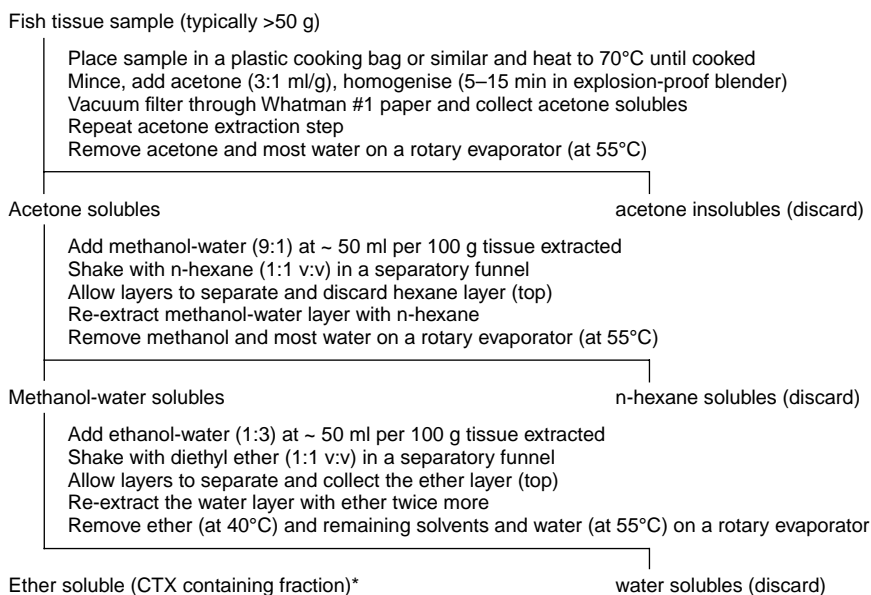 Fish tissue sample (typically >50 g)
Place sample in a plastic cooking bag or similar and heat to 70°C until cooked
Mince, add acetone (3:1 ml/g), homogenise (5–15 min in explosion-proof blender)
Vacuum filter through Whatman #1 paper and collect acetone solubles
Repeat acetone extraction step
Remove acetone and most water on a rotary evaporator (at 55°C)
Acetone solubles acetone insolubles (discard)
Add methanol-water (9:1) at ~ 50 ml per 100 g tissue extracted
Shake with n-hexane (1:1 v:v) in a separatory funnel
Allow layers to separate and discard hexane layer (top)
Re-extract methanol-water layer with n-hexane
Remove methanol and most water on a rotary evaporator (at 55°C)
Methanol-water solubles n-hexane solubles (discard)
Add ethanol-water (1:3) at ~ 50 ml per 100 g tissue extracted
Shake with diethyl ether (1:1 v:v) in a separatory funnel
Allow layers to separate and collect the ether layer (top)
Re-extract the water layer with ether twice more
Remove ether (at 40°C) and remaining solvents and water (at 55°C) on a rotary evaporator
Ether soluble (CTX containing fraction)* water solubles (discard)